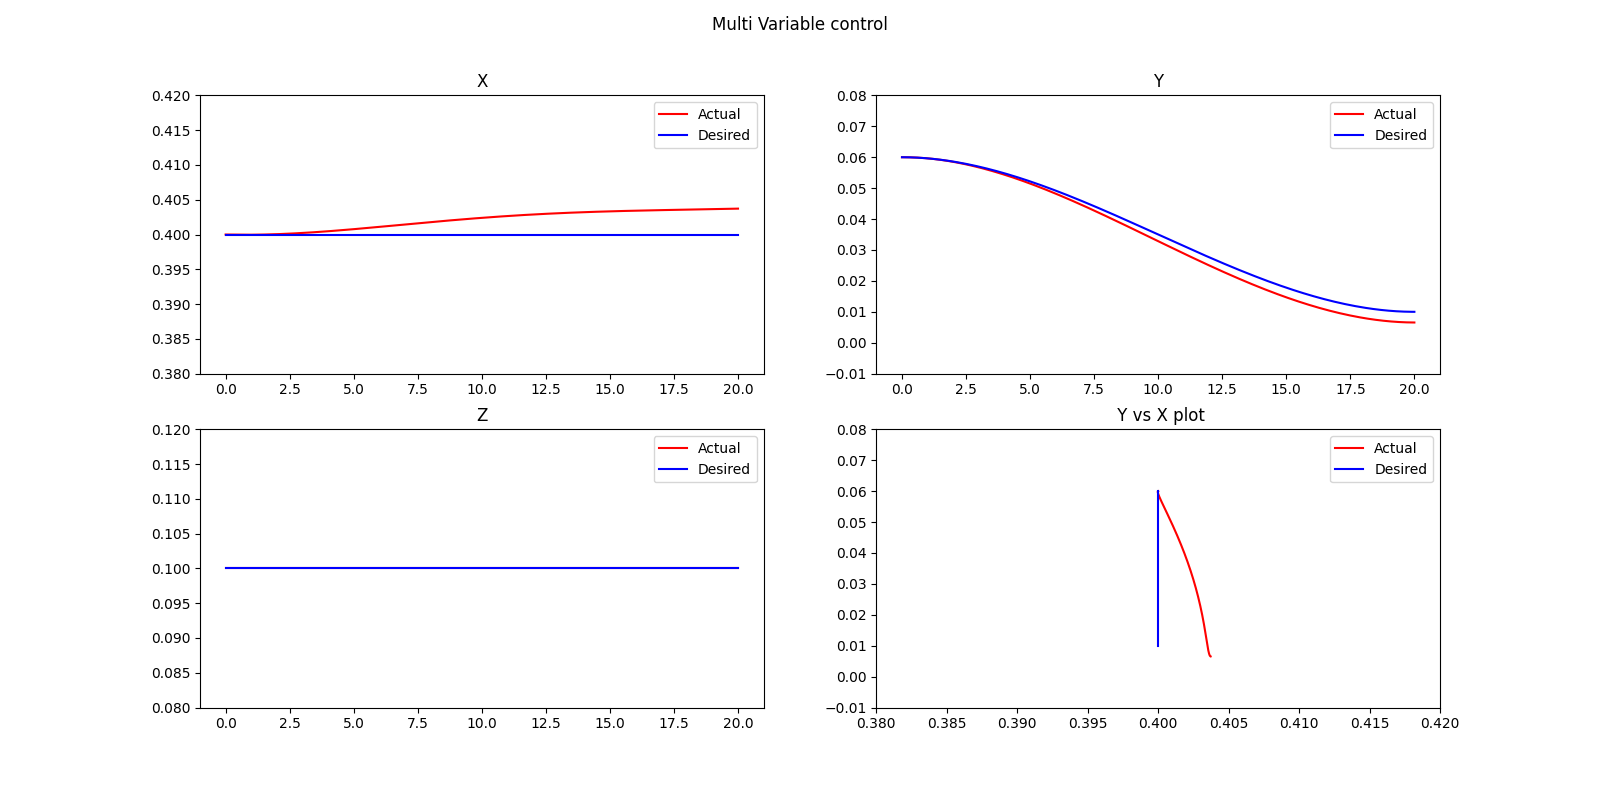 Multi Variable control
X
0.420
0.415
0.410
0.405
0.400
0.395
0.390
0.385
0.380
Actual
Desired
0.0 2.5 5.0 7.5 10.0 12.5 15.0 17.5 20.0
Y
0.08
0.07
0.06
0.05
0.04
0.03
0.02
0.01
0.00
−0.01
Actual
Desired
0.0 2.5 5.0 7.5 10.0 12.5 15.0 17.5 20.0
Z
0.120
0.115
0.110
0.105
0.100
0.095
0.090
0.085
0.080
Actual
Desired
0.0 2.5 5.0 7.5 10.0 12.5 15.0 17.5 20.0
Y vs X plot
0.08
0.07
0.06
0.05
0.04
0.03
0.02
0.01
0.00
−0.01
Actual
Desired
0.380 0.385 0.390 0.395 0.400 0.405 0.410 0.415 0.420